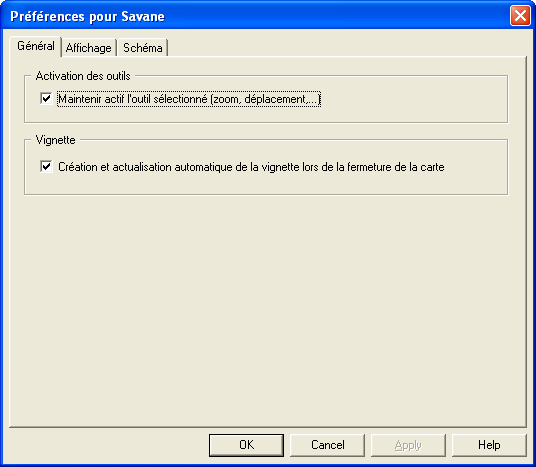 Préférences pour Savane
Général Affichage Schéma
Activation des outils
Maintenir actif l'outil sélectionné (zoom, déplacement,...)
Vignette
Création et actualisation automatique de la vignette lors de la fermeture de la carte
OK Cancel Apply Help